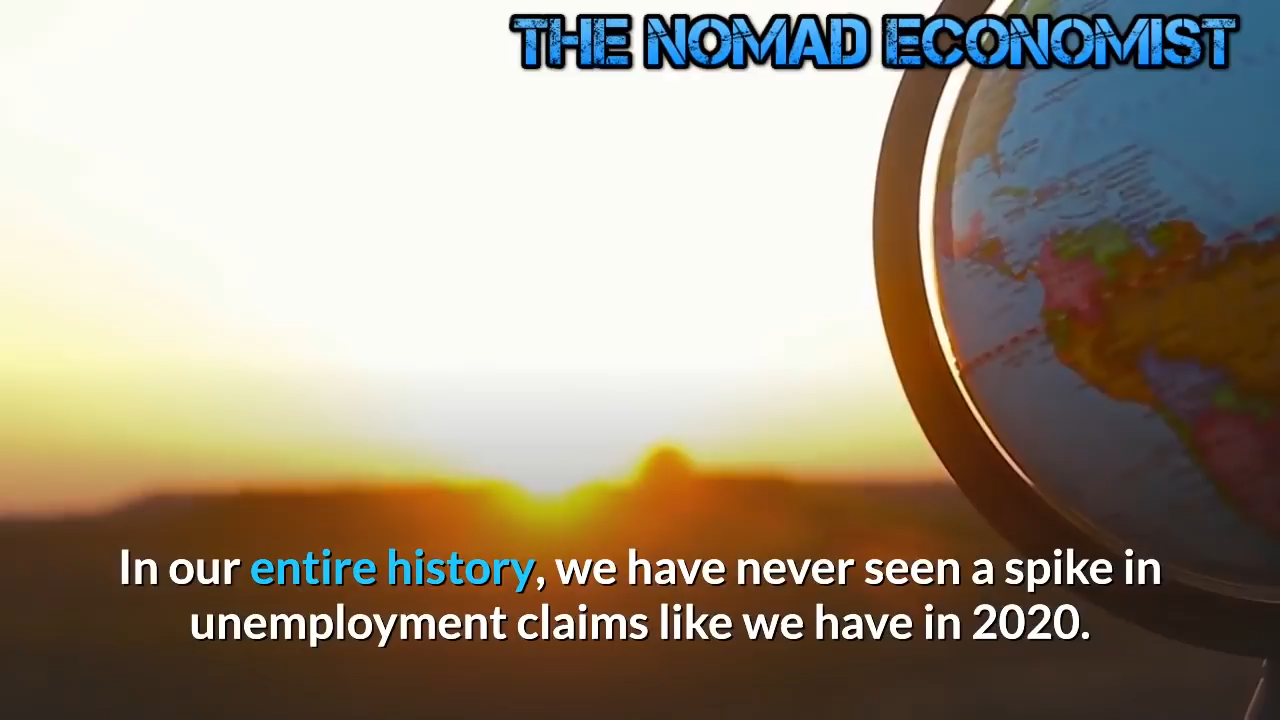 THE NOMAD ECONOMIST
In our entire history, we have never seen a spike in
unemployment claims like we have in 2020.